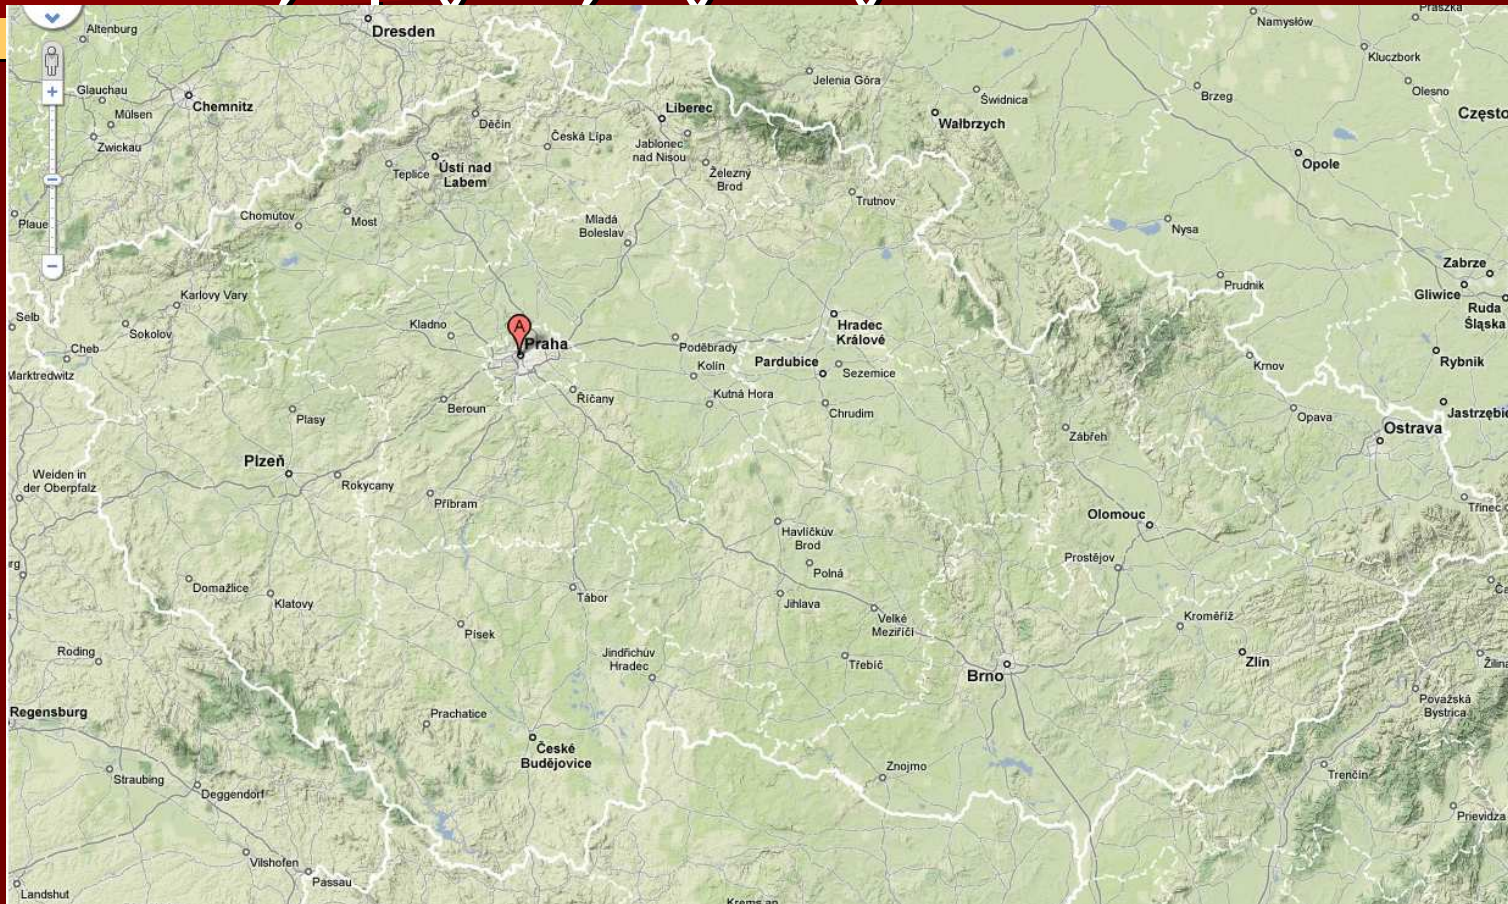 Altenburg
Dresden
Namysłów
Praszka
Kluczbork
Glauchau
Chemnitz
Jelenia Góra
Świdnica
Brzeg
Olesno
Mülsen
Děčín
Liberec
Wałbrzych
Często
Zwickau
Česká Lípa
Jablonec
nad Nisou
Teplice
Ústí nad
Labem
Železný
Brod
Opole
Plaue
Chomutov
Most
Mladá
Boleslav
Trutnov
Nysa
Zabrze
Karlovy Vary
Prudnik
Gliwice
Selb
Sokolov
Kladno
A
Praha
Hradec
Králové
Ruda
Śląska
Cheb
Poděbrady
Marktredwitz
Kolín
Pardubice
Sezemice
Krnov
Rybnik
Beroun
Říčany
Kutná Hora
Chrudim
Plasy
Opava
Jastrzębie
Zábřeh
Ostrava
Plzeň
Weiden in
der Oberpfalz
Rokycany
Příbram
Třinec
Olomouc
Havlíčkův
Brod
Prostějov
rg
Polná
Domažlice
Klatovy
Tábor
Jihlava
Ča
Velké
Meziříčí
Kroměříž
Písek
Roding
Jindřichův
Hradec
Třebíč
Zlín
Žilina
Brno
Regensburg
Prachatice
Považská
Bystrica
České
Budějovice
Znojmo
Straubing
Deggendorf
Trenčín
Prievidza
Vilshofen
Passau
Landshut
Krems an